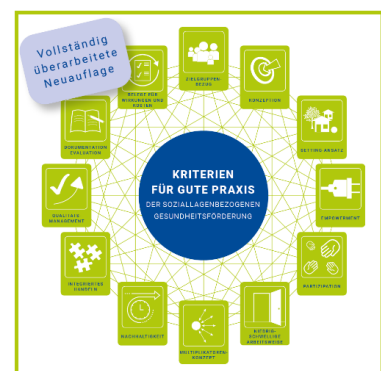 Vollständig
überarbeitete
Neuauflage
ZIELGRUPPEN-
BEZUG
KONZEPTION
SETTING-ANSATZ
EMPOWERMENT
PARTIZIPATION
NIEDRIG-
SCHWELLIGE
ARBEITSWEISE
MULTIPLIKATOREN-
KONZEPT
NACHHALTIGKEIT
INTEGRIERTES
HANDELN
QUALITÄTS-
MANAGEMENT
DOKUMENTATION
EVALUATION
BELEGE FÜR
WIRKUNGEN UND
KOSTEN
KRITERIEN
FÜR GUTE PRAXIS
DER SOZIALLAGENBEZOGENEN
GESUNDHEITSFÖRDERUNG